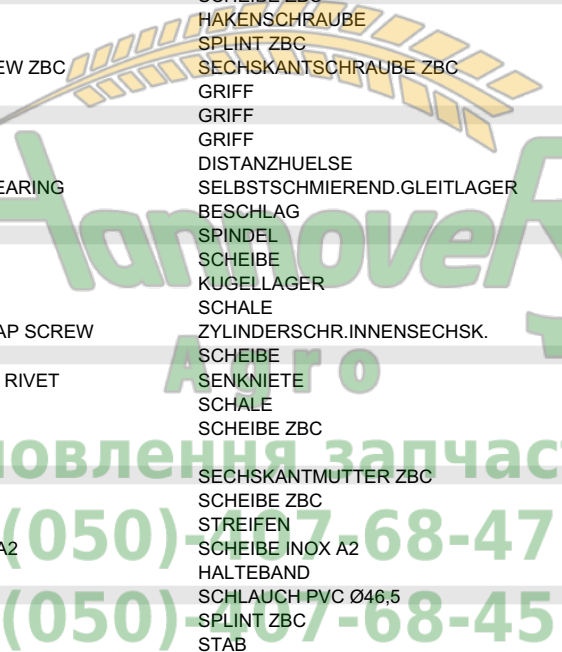 HAKENSCHRAUBE
SPLINT ZBC
EW ZBC SECHSKANTSCHRAUBE ZBC
GRIFF
GRIFF
GRIFF
DISTANZHUELSE
EARING SELBSTSCHMIEREND.GLEITLAGER
BESCHLAG
SPINDEL
SCHEIBE
KUGELLAGER
SCHALE
AP SCREW ZYLINDERSCHR.INNENSECHSK.
SCHEIBE
RIVET SENKNIETE
SCHALE
SCHEIBE ZBC
SECHSKANTMUTTER ZBC
SCHEIBE ZBC
STREIFEN
A2 SCHEIBE INOX A2
HALTEBAND
SCHLAUCH PVC Ø46,5
SPLINT ZBC
STAB
Hannover
Agro
овлення запчас
(050)-407-68-47
(050)-407-68-45